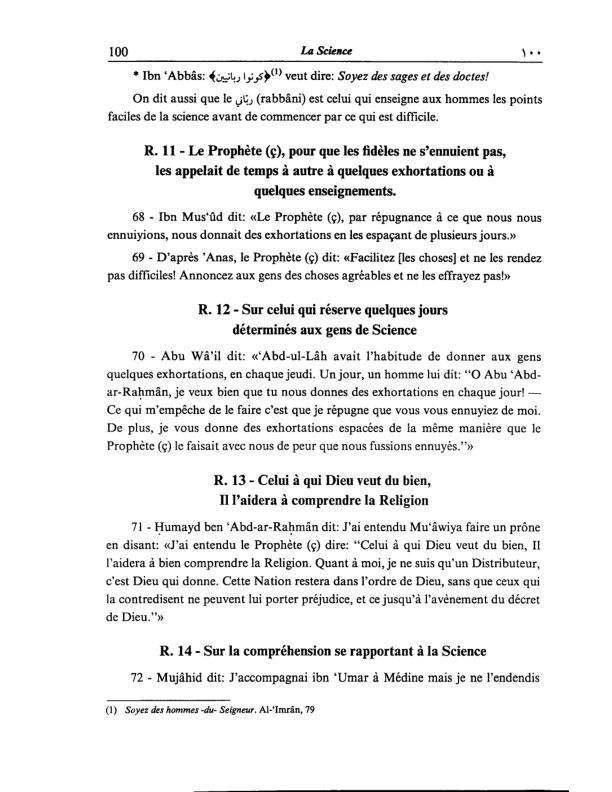 100 La Science ١٠٠
* Ibn ‘Abbâs: ﴿كونوا ربانيين﴾(1) veut dire: Soyez des sages et des doctes!
On dit aussi que le ربّاني (rabbâni) est celui qui enseigne aux hommes les points
faciles de la science avant de commencer par ce qui est difficile.
R. 11 - Le Prophète (ç), pour que les fidèles ne s’ennuient pas,
les appelait de temps à autre à quelques exhortations ou à
quelques enseignements.
68 - Ibn Mus‘ûd dit: «Le Prophète (ç), par répugnance à ce que nous nous
ennuiyions, nous donnait des exhortations en les espaçant de plusieurs jours.»
69 - D’après ’Anas, le Prophète (ç) dit: «Facilitez [les choses] et ne les rendez
pas difficiles! Annoncez aux gens des choses agréables et ne les effrayez pas!»
R. 12 - Sur celui qui réserve quelques jours
déterminés aux gens de Science
70 - Abu Wâ’il dit: «‘Abd-ul-Lâh avait l’habitude de donner aux gens
quelques exhortations, en chaque jeudi. Un jour, un homme lui dit: “O Abu ‘Abd-
ar-Raḥmân, je veux bien que tu nous donnes des exhortations en chaque jour! —
Ce qui m’empêche de le faire c’est que je répugne que vous vous ennuyiez de moi.
De plus, je vous donne des exhortations espacées de la même manière que le
Prophète (ç) le faisait avec nous de peur que nous fussions ennuyés.”»
R. 13 - Celui à qui Dieu veut du bien,
Il l’aidera à comprendre la Religion
71 - Ḥumayd ben ‘Abd-ar-Raḥmân dit: J’ai entendu Mu‘âwiya faire un prône
en disant: «J’ai entendu le Prophète (ç) dire: “Celui à qui Dieu veut du bien, Il
l’aidera à bien comprendre la Religion. Quant à moi, je ne suis qu’un Distributeur,
c’est Dieu qui donne. Cette Nation restera dans l’ordre de Dieu, sans que ceux qui
la contredisent ne peuvent lui porter préjudice, et ce jusqu’à l’avènement du décret
de Dieu.”»
R. 14 - Sur la compréhension se rapportant à la Science
72 - Mujâhid dit: J’accompagnai ibn ‘Umar à Médine mais je ne l’endendis
(1) Soyez des hommes -du- Seigneur. Al-‘Imrân, 79